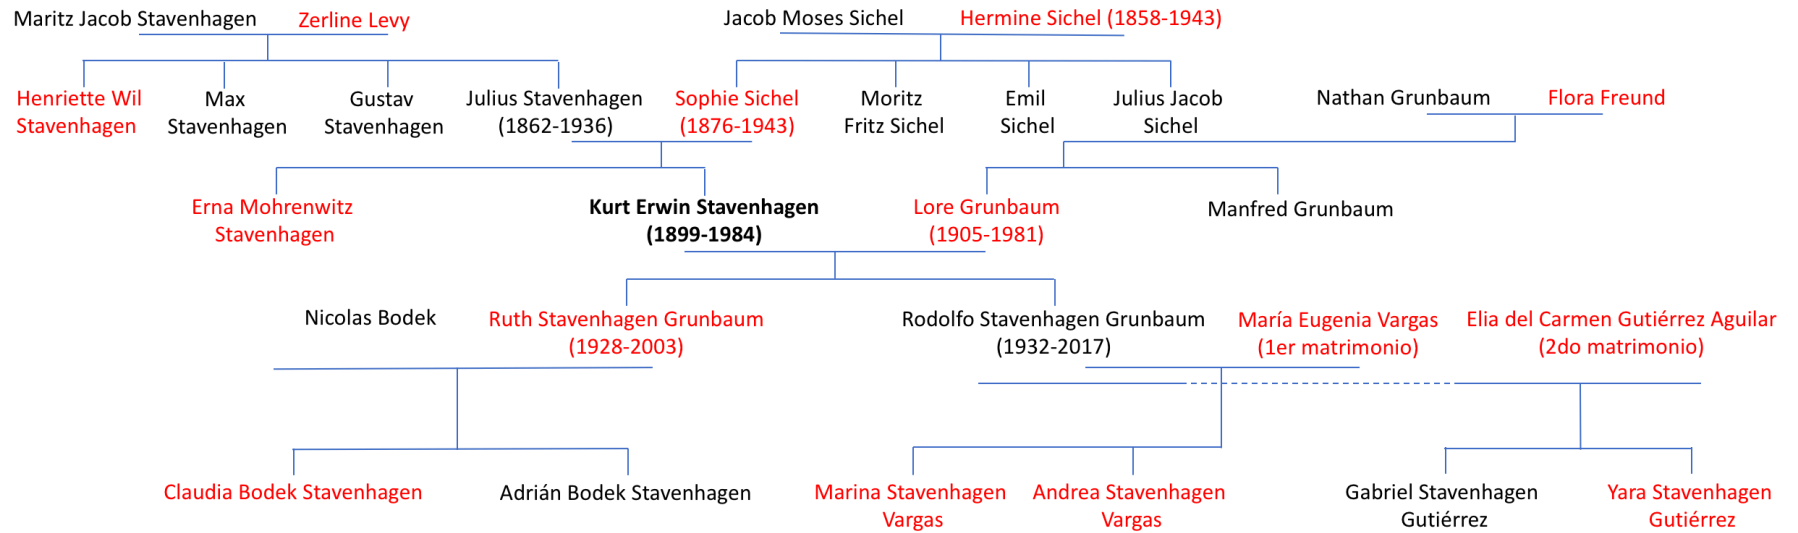 Maritz Jacob Stavenhagen Zerline Levy Jacob Moses Sichel Hermine Sichel (1858-1943)
Henriette Wil
Stavenhagen
Max
Stavenhagen
Gustav
Stavenhagen
Julius Stavenhagen
(1862-1936)
Sophie Sichel
(1876-1943)
Moritz
Fritz Sichel
Emil
Sichel
Julius Jacob
Sichel
Nathan Grunbaum Flora Freund
Erna Mohrenwitz
Stavenhagen
Kurt Erwin Stavenhagen
(1899-1984)
Lore Grunbaum
(1905-1981)
Manfred Grunbaum
Nicolas Bodek
Ruth Stavenhagen Grunbaum
(1928-2003)
Rodolfo Stavenhagen Grunbaum
(1932-2017)
María Eugenia Vargas
(1er matrimonio)
Elia del Carmen Gutiérrez Aguilar
(2do matrimonio)
Claudia Bodek Stavenhagen
Adrián Bodek Stavenhagen
Marina Stavenhagen
Vargas
Andrea Stavenhagen
Vargas
Gabriel Stavenhagen
Gutiérrez
Yara Stavenhagen
Gutiérrez